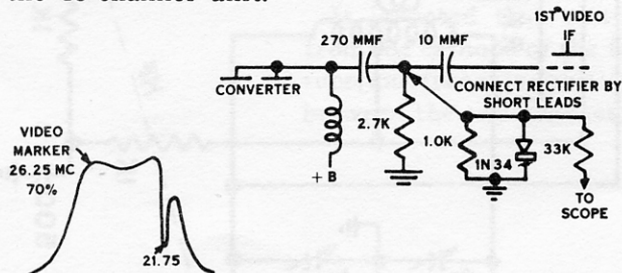 1ST VIDEO
IF
270 MMF
10 MMF
CONVERTER
CONNECT RECTIFIER BY
SHORT LEADS
2.7K
1.0K
1N 34
33K
+ B
TO
SCOPE
VIDEO
MARKER
26.25 MC
70%
21.75